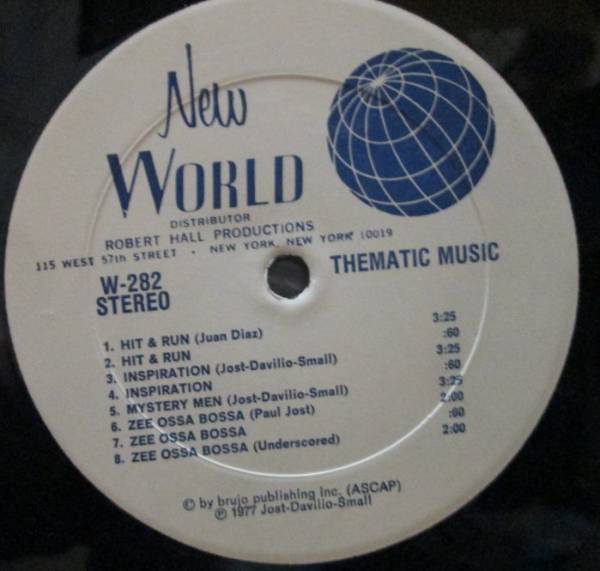 New
WORLD
DISTRIBUTOR
ROBERT HALL PRODUCTIONS
115 WEST 57th STREET • NEW YORK, NEW YORK 10019
THEMATIC MUSIC
W-282
STEREO
1. HIT & RUN (Juan Diaz) 3:25
2. HIT & RUN :60
3. INSPIRATION (Jost-Davilio-Small) 3:25
4. INSPIRATION :60
5. MYSTERY MEN (Jost-Davilio-Small) 3:25
6. ZEE OSSA BOSSA (Paul Jost) 2:00
7. ZEE OSSA BOSSA :60
8. ZEE OSSA BOSSA (Underscored) 2:00
© by brujo publishing Inc. (ASCAP)
℗ 1977 Jost-Davilio-Small